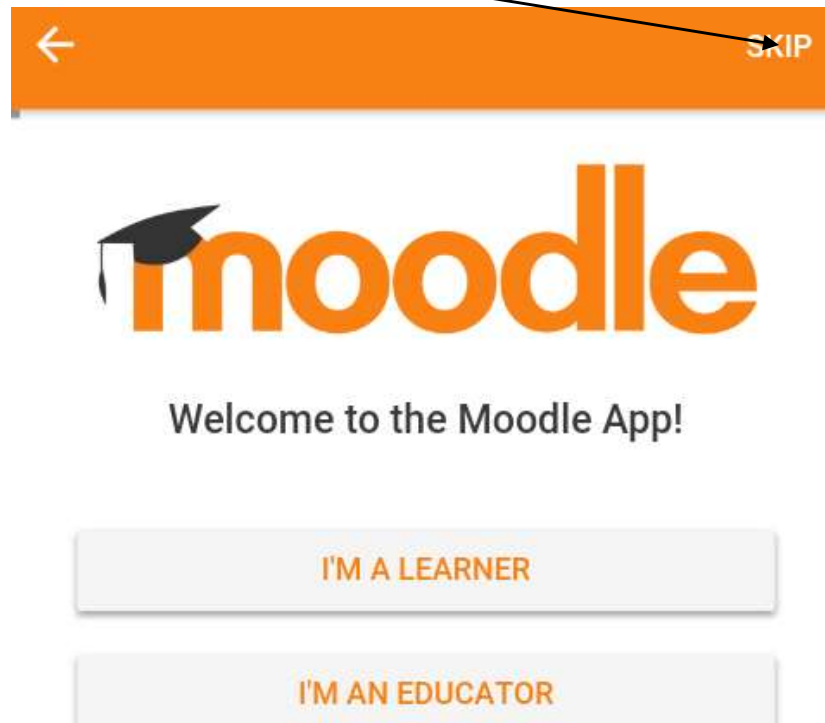 SKIP
moodle
Welcome to the Moodle App!
I'M A LEARNER
I'M AN EDUCATOR